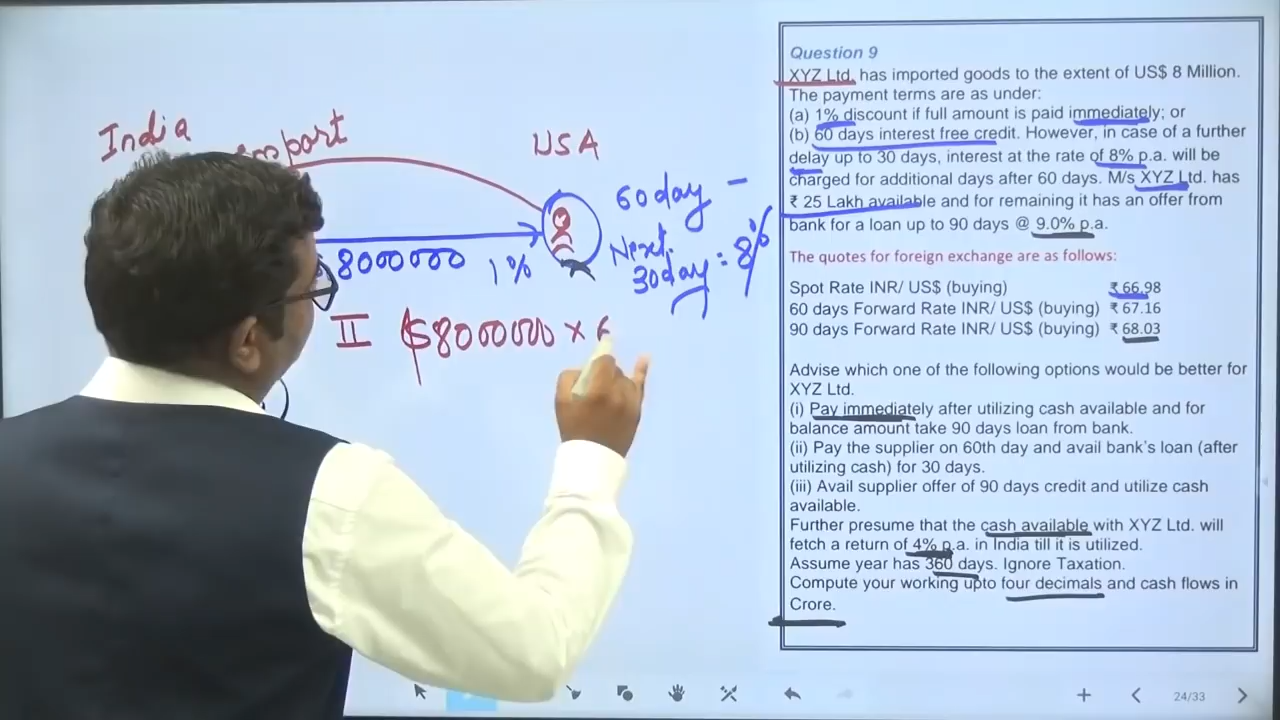 India
USA
60 day –
8000000
1%
Next
30 day = 8%
II $8000000 ×
Question 9
XYZ Ltd. has imported goods to the extent of US$ 8 Million.
The payment terms are as under:
(a) 1% discount if full amount is paid immediately; or
(b) 60 days interest free credit. However, in case of a further
delay up to 30 days, interest at the rate of 8% p.a. will be
charged for additional days after 60 days. M/s XYZ Ltd. has
₹ 25 Lakh available and for remaining it has an offer from
bank for a loan up to 90 days @ 9.0% p.a.
The quotes for foreign exchange are as follows:
Spot Rate INR/ US$ (buying) ₹ 66.98
60 days Forward Rate INR/ US$ (buying) ₹ 67.16
90 days Forward Rate INR/ US$ (buying) ₹ 68.03
Advise which one of the following options would be better for
XYZ Ltd.
(i) Pay immediately after utilizing cash available and for
balance amount take 90 days loan from bank.
(ii) Pay the supplier on 60th day and avail bank's loan (after
utilizing cash) for 30 days.
(iii) Avail supplier offer of 90 days credit and utilize cash
available.
Further presume that the cash available with XYZ Ltd. will
fetch a return of 4% p.a. in India till it is utilized.
Assume year has 360 days. Ignore Taxation.
Compute your working upto four decimals and cash flows in
Crore.
24/33